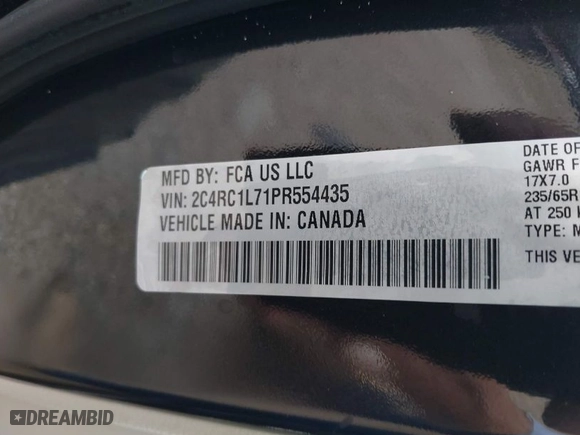 MFD BY: FCA US LLC
VIN: 2C4RC1L71PR554435
VEHICLE MADE IN: CANADA
DATE OF
GAWR F
17X7.0
235/65R
AT 250
TYPE: M
THIS VE
DREAMBID